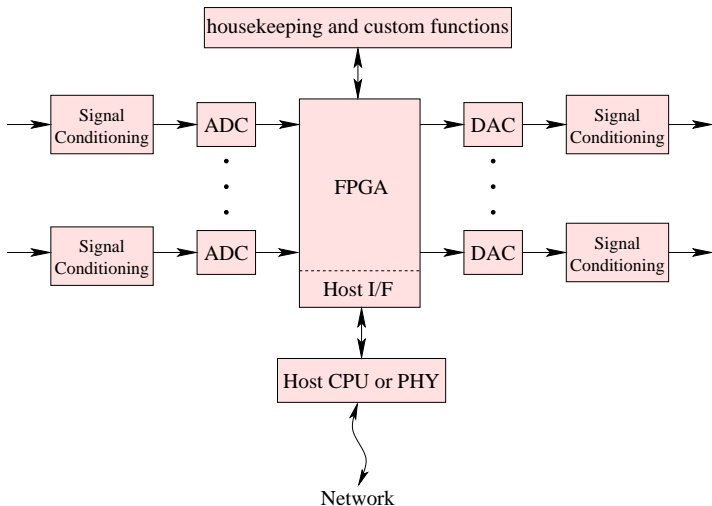 housekeeping and custom functions
Signal
Conditioning
ADC
FPGA
DAC
Signal
Conditioning
Signal
Conditioning
ADC
DAC
Signal
Conditioning
Host I/F
Host CPU or PHY
Network